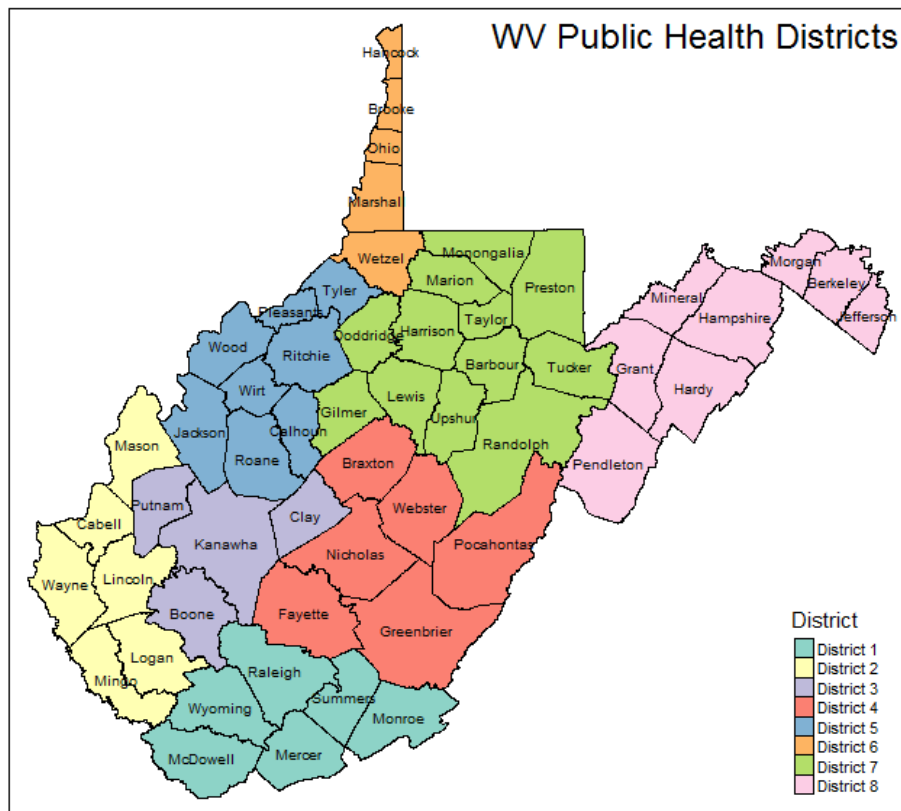 WV Public Health Districts
Hancock
Brooke
Ohio
Marshal
Wetzel
Monongalia
Marion
Preston
Tyler
Pleasants
Taylor
Doddridge
Harrison
Wood
Ritchie
Barbour
Tucker
Wirt
Lewis
Gilmer
Upshur
Calhoun
Jackson
Roane
Randolph
Morgan
Berkeley
Jefferson
Mineral
Hampshire
Grant
Hardy
Pendleton
Mason
Braxton
Webster
Putnam
Clay
Cabell
Kanawha
Nicholas
Pocahontas
Wayne
Lincoln
Boone
Fayette
Greenbrier
Logan
Mingo
Raleigh
Summers
Wyoming
Monroe
McDowell
Mercer
District
District 1
District 2
District 3
District 4
District 5
District 6
District 7
District 8